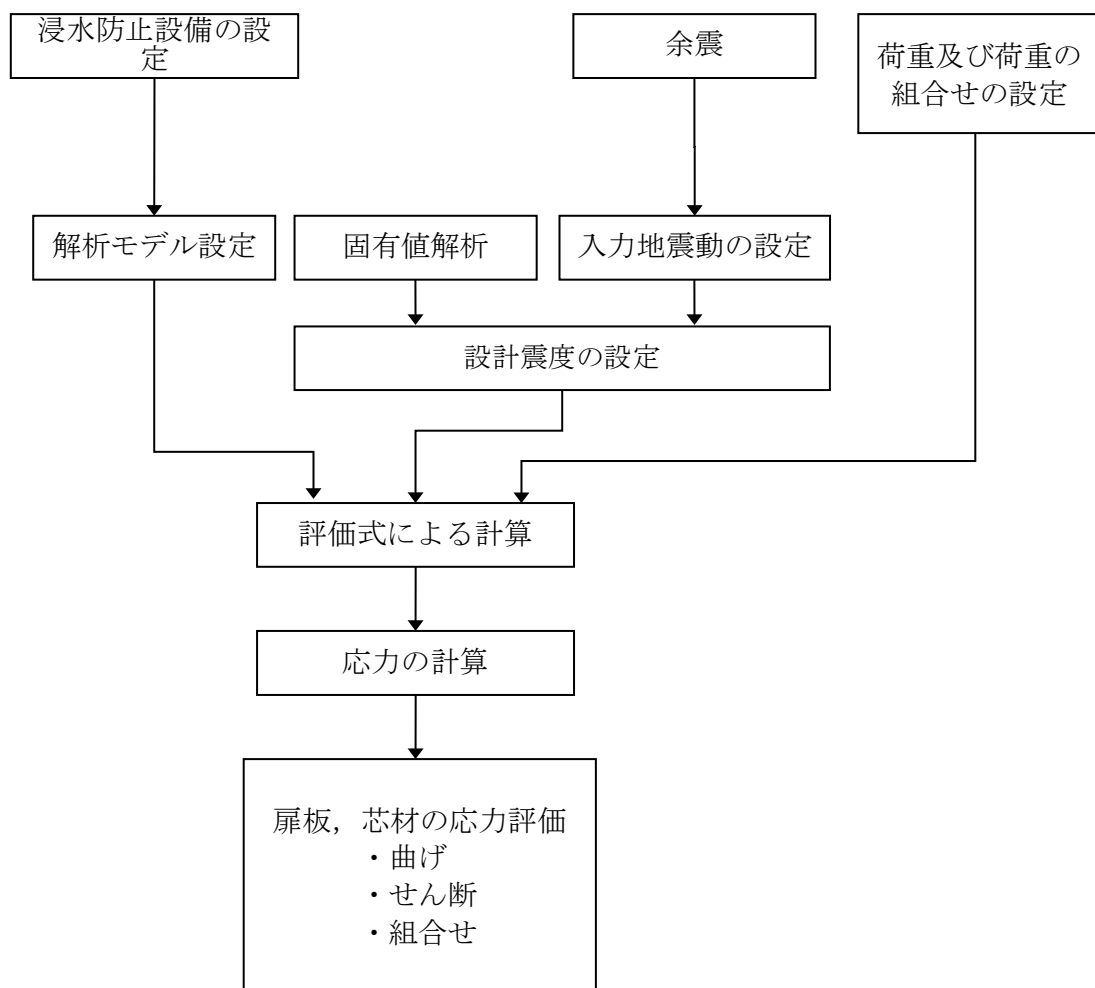 浸水防止設備の設
定
余震
荷重及び荷重の
組合せの設定
解析モデル設定
固有値解析
入力地震動の設定
設計震度の設定
評価式による計算
応力の計算
扉板，芯材の応力評価
・曲げ
・せん断
・組合せ